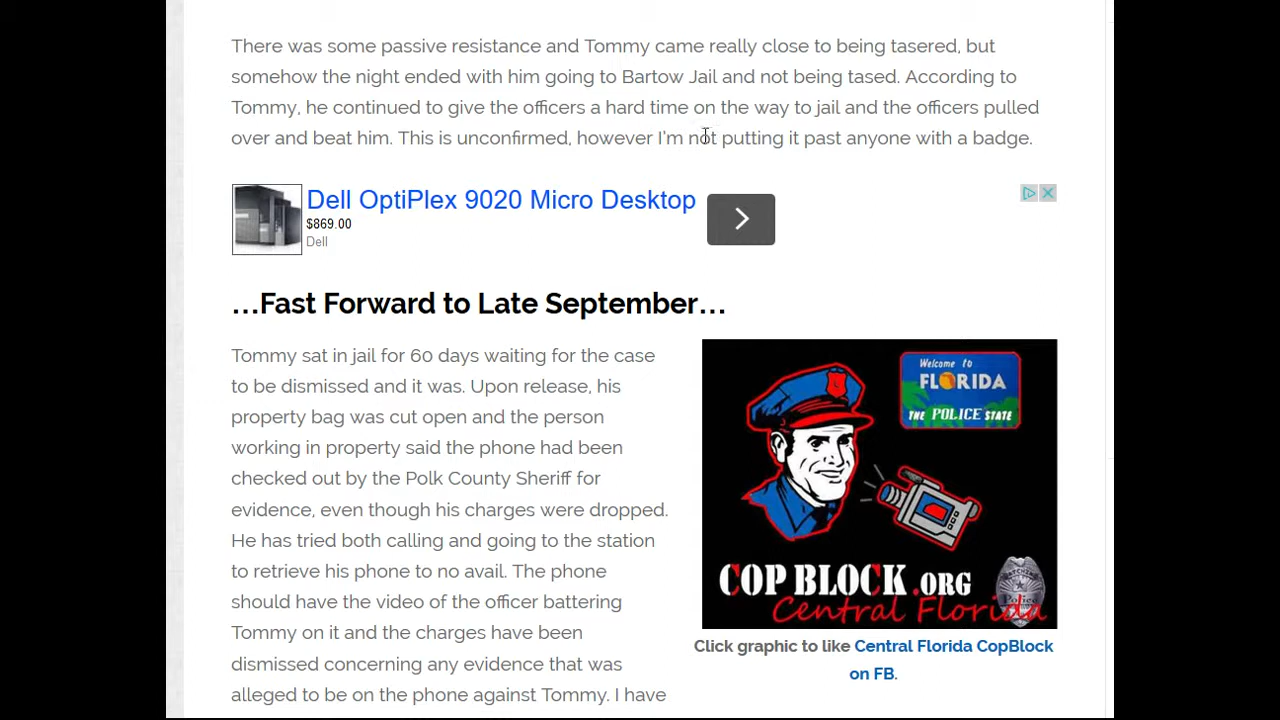 There was some passive resistance and Tommy came really close to being tasered, but
somehow the night ended with him going to Bartow Jail and not being tased. According to
Tommy, he continued to give the officers a hard time on the way to jail and the officers pulled
over and beat him. This is unconfirmed, however I'm not putting it past anyone with a badge.
Dell OptiPlex 9020 Micro Desktop
$869.00
Dell
...Fast Forward to Late September...
Tommy sat in jail for 60 days waiting for the case
to be dismissed and it was. Upon release, his
property bag was cut open and the person
working in property said the phone had been
checked out by the Polk County Sheriff for
evidence, even though his charges were dropped.
He has tried both calling and going to the station
to retrieve his phone to no avail. The phone
should have the video of the officer battering
Tommy on it and the charges have been
dismissed concerning any evidence that was
alleged to be on the phone against Tommy. I have
Welcome to
FLORIDA
THE POLICE STATE
COP BLOCK.ORG
Central Florida
Click graphic to like Central Florida CopBlock
on FB.